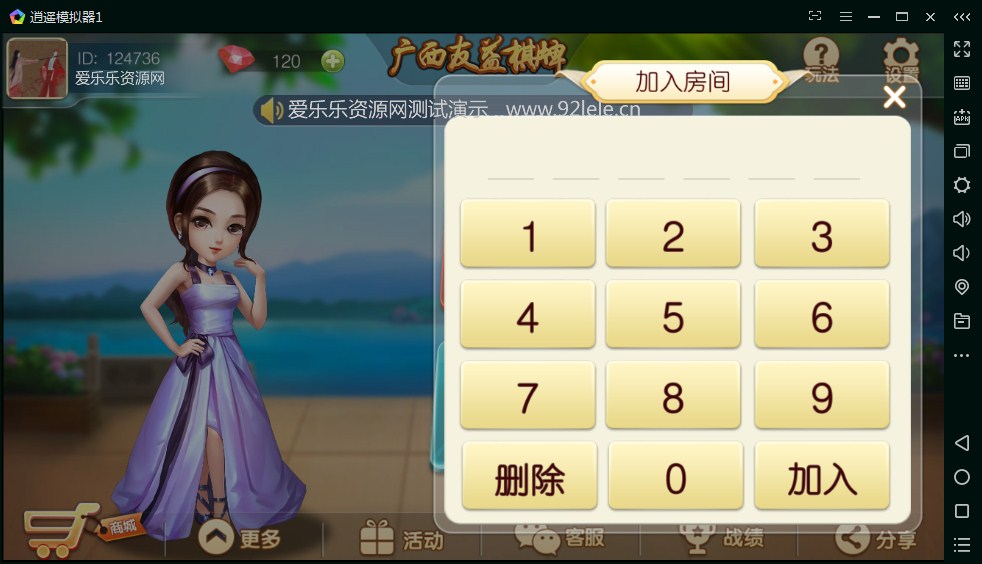 逍遥模拟器1
ID: 124736
爱乐乐资源网
120
广西友益棋牌
玩法
设置
加入房间
爱乐乐资源网测试演示...www.92lele.cn
1 2 3
4 5 6
7 8 9
删除 0 加入
商城
更多
活动
客服
战绩
分享
APK